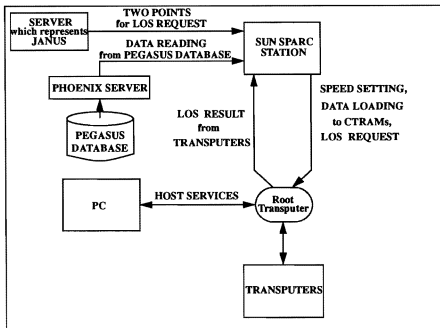 SERVER
which represents
JANUS
TWO POINTS
for LOS REQUEST
DATA READING
from PEGASUS DATABASE
SUN SPARC
STATION
PHOENIX SERVER
PEGASUS
DATABASE
LOS RESULT
from
TRANSPUTERS
SPEED SETTING,
DATA LOADING
to CTRAMs,
LOS REQUEST
PC
HOST SERVICES
Root
Transputer
TRANSPUTERS